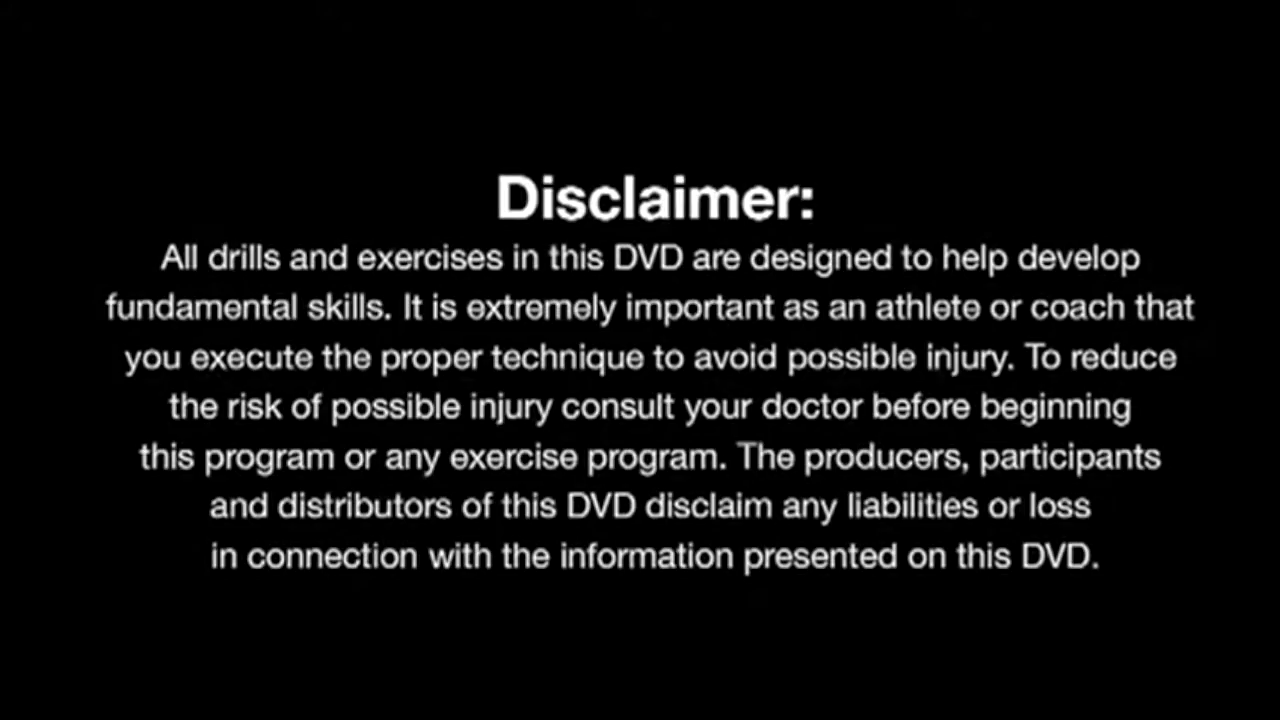 Disclaimer:
All drills and exercises in this DVD are designed to help develop
fundamental skills. It is extremely important as an athlete or coach that
you execute the proper technique to avoid possible injury. To reduce
the risk of possible injury consult your doctor before beginning
this program or any exercise program. The producers, participants
and distributors of this DVD disclaim any liabilities or loss
in connection with the information presented on this DVD.